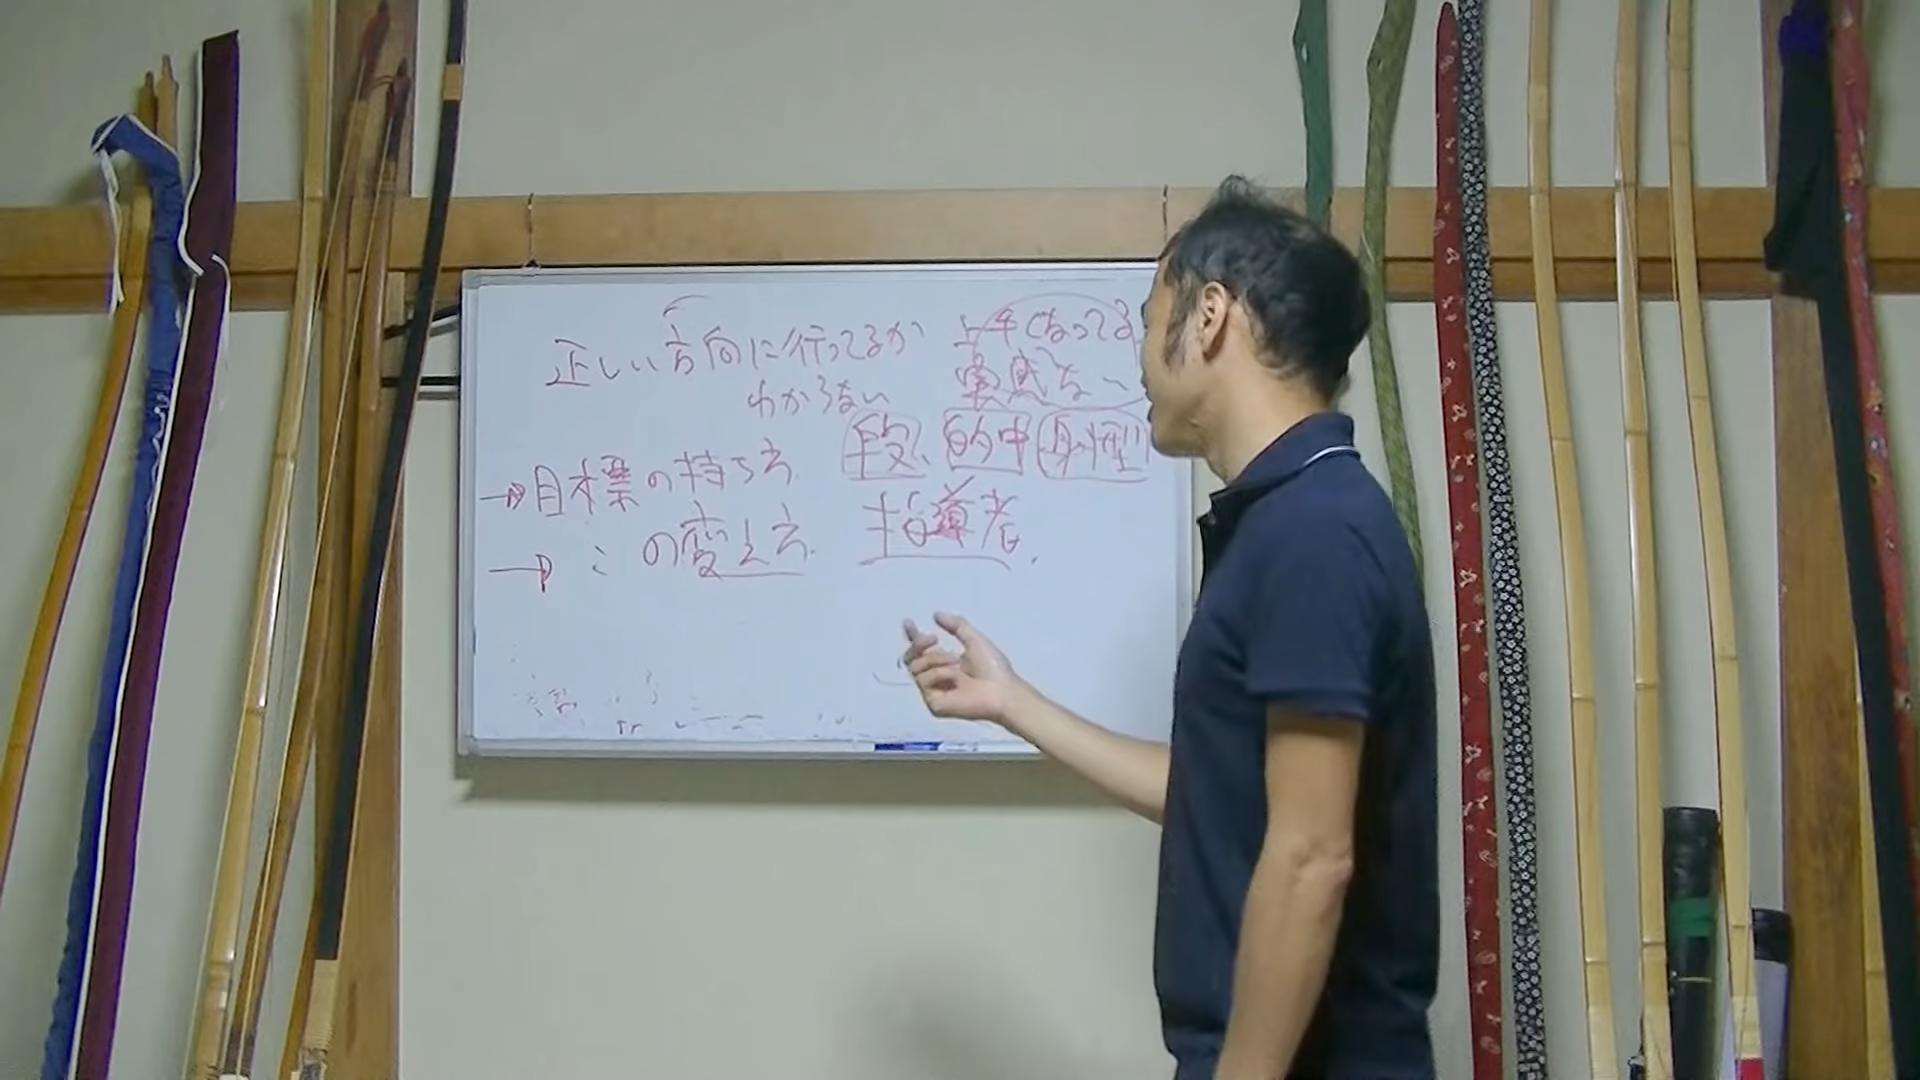 正しい方向に行ってるか
わからない
上手くなってる
実感ない
段、的中 射型
→目標の持ち方
→〃の変え方 指導者